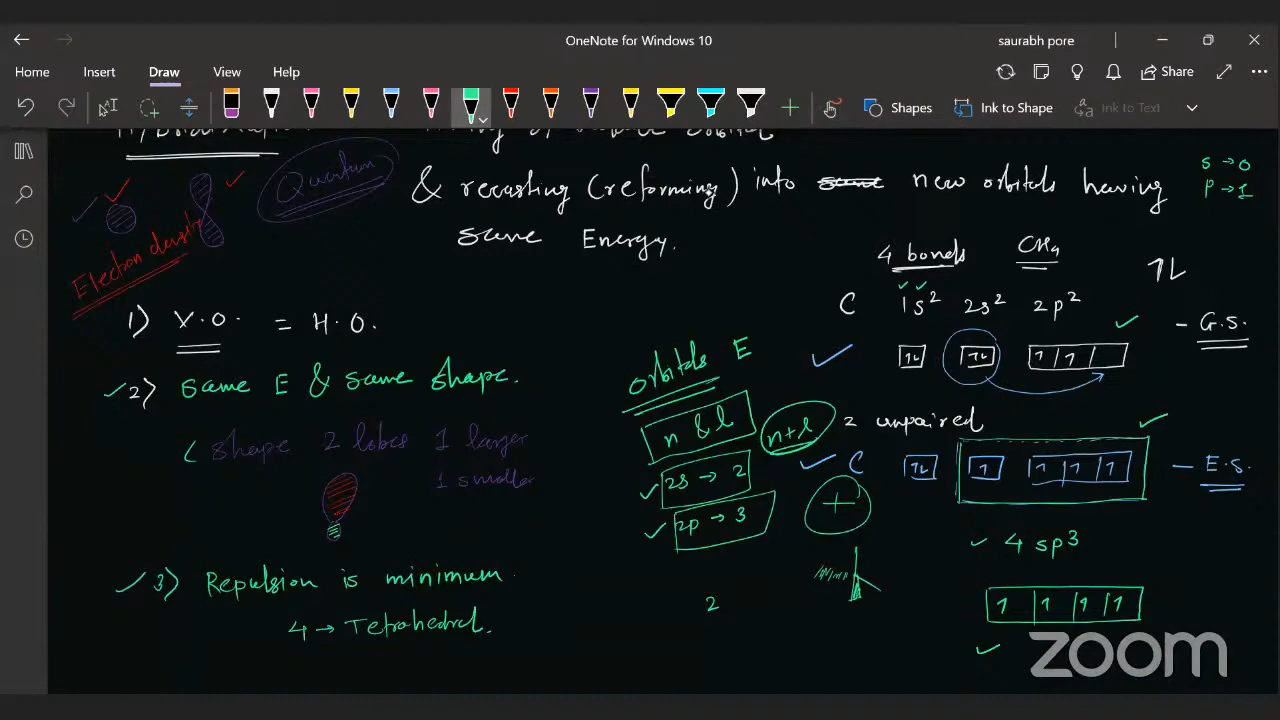 OneNote for Windows 10
saurabh pore
Home Insert Draw View Help
Share
Shapes
Ink to Shape
Ink to Text
Quantum
& recasting (reforming) into same new orbitals having
same Energy.
s → 0
p → 1
Electron density
1) V.O. = H.O.
2) same E & same shape.
( shape 2 lobes 1 larger
1 smaller
3) Repulsion is minimum
4 → Tetrahedral.
orbitals E
n & l
n+l
2s → 2
2p → 3
2
4 bonds CH4
C 1s² 2s² 2p²
↑↓
↑↓ ↑↓ ↑ ↑
- G.S.
2 unpaired
C ↑↓ ↑ ↑ ↑ ↑ - E.S.
4 sp³
↑ ↑ ↑ ↑
zoom